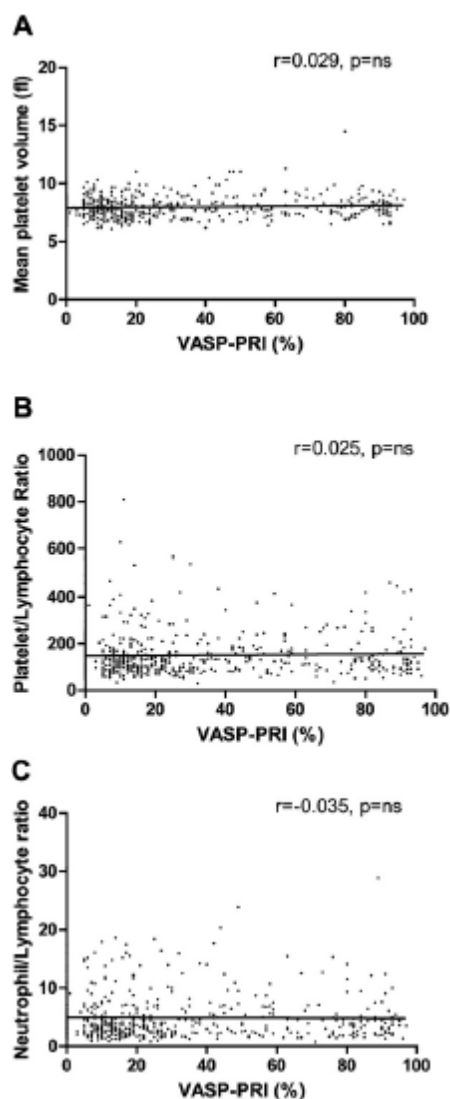 A
r=0.029, p=ns
Mean platelet volume (fl)
20
15
10
5
0
0 20 40 60 80 100
VASP-PRI (%)
B
r=0.025, p=ns
Platelet/Lymphocyte Ratio
1000
800
600
400
200
0
0 20 40 60 80 100
VASP-PRI (%)
C
r=-0.035, p=ns
Neutrophil/Lymphocyte ratio
40
30
20
10
0
0 20 40 60 80 100
VASP-PRI (%)